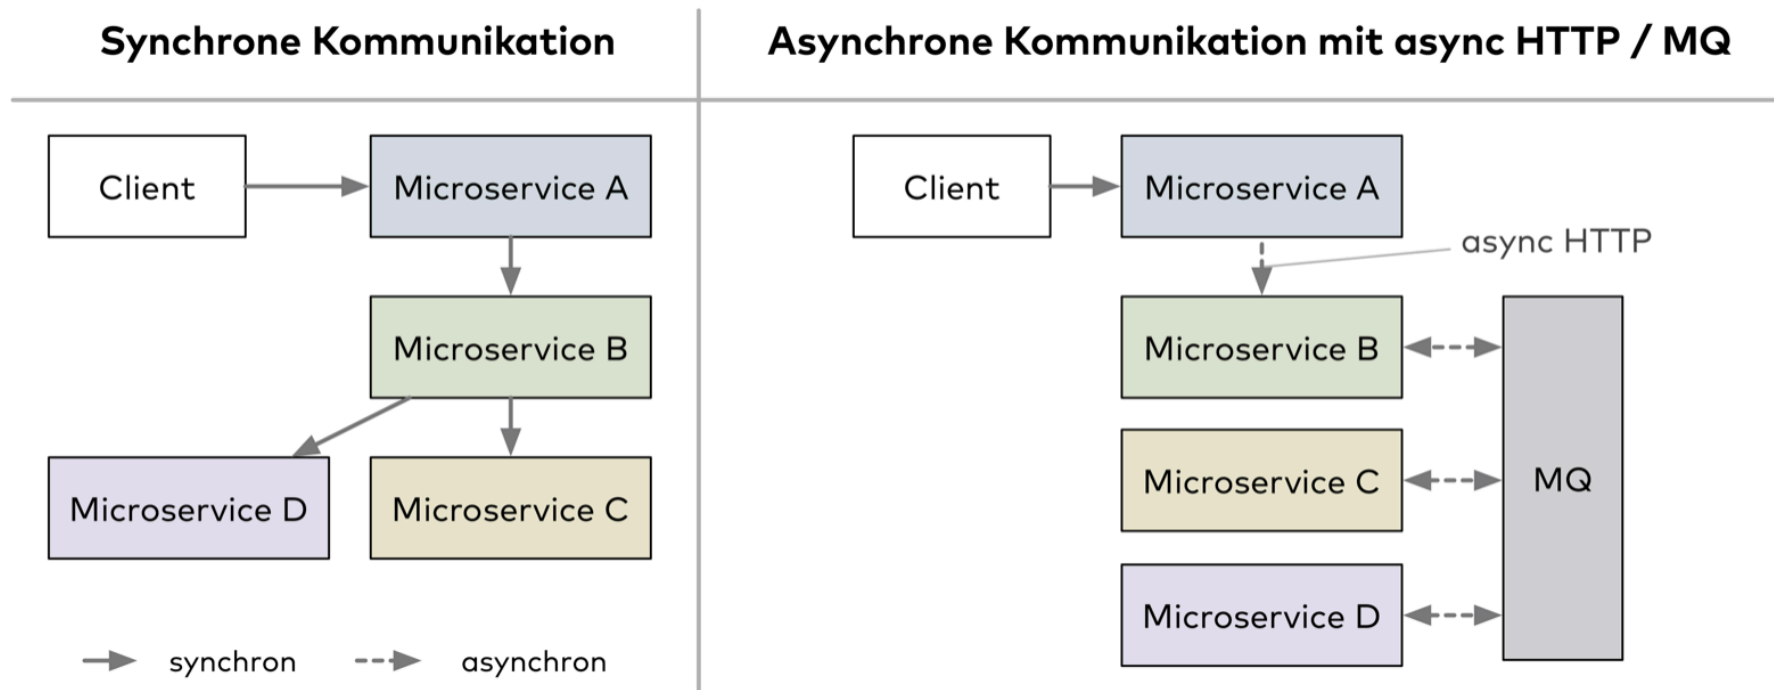 Synchrone Kommunikation
Client
Microservice A
Microservice B
Microservice D
Microservice C
synchron
asynchron
Asynchrone Kommunikation mit async HTTP / MQ
Client
Microservice A
async HTTP
Microservice B
Microservice C
MQ
Microservice D